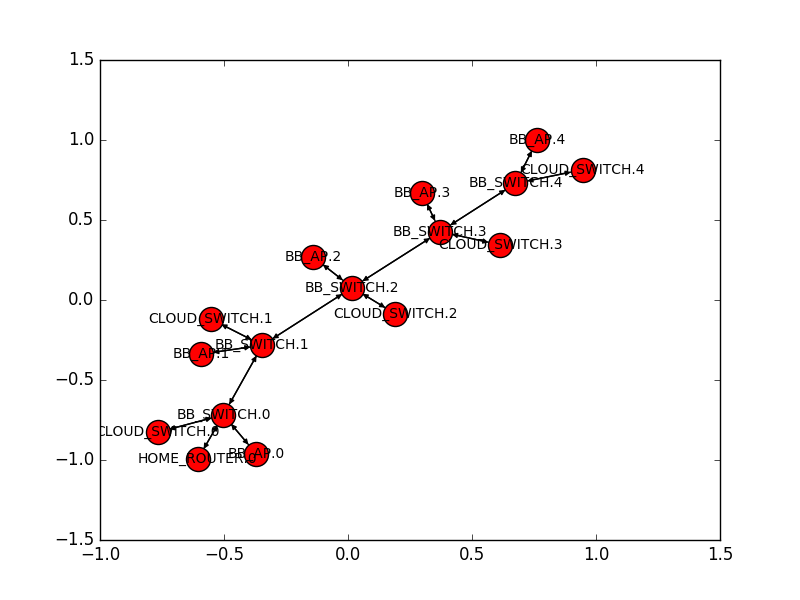 1.5
1.0
0.5
0.0
−0.5
−1.0
−1.5
BB_AP.4
CLOUD_SWITCH.4
BB_SWITCH.4
BB_AP.3
BB_SWITCH.3
CLOUD_SWITCH.3
BB_AP.2
BB_SWITCH.2
CLOUD_SWITCH.2
CLOUD_SWITCH.1
BB_SWITCH.1
BB_AP.1
BB_SWITCH.0
CLOUD_SWITCH.0
HOME_ROUTER.0
BB_AP.0
−1.0 −0.5 0.0 0.5 1.0 1.5